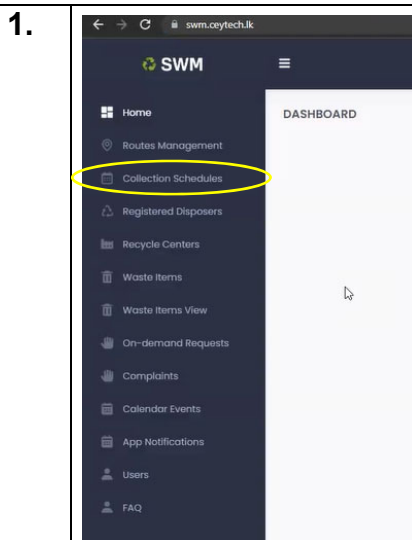 1.
swm.ceytech.lk
SWM
Home
DASHBOARD
Routes Management
Collection Schedules
Registered Disposers
Recycle Centers
Waste Items
Waste Items View
On-demand Requests
Complaints
Calendar Events
App Notifications
Users
FAQ